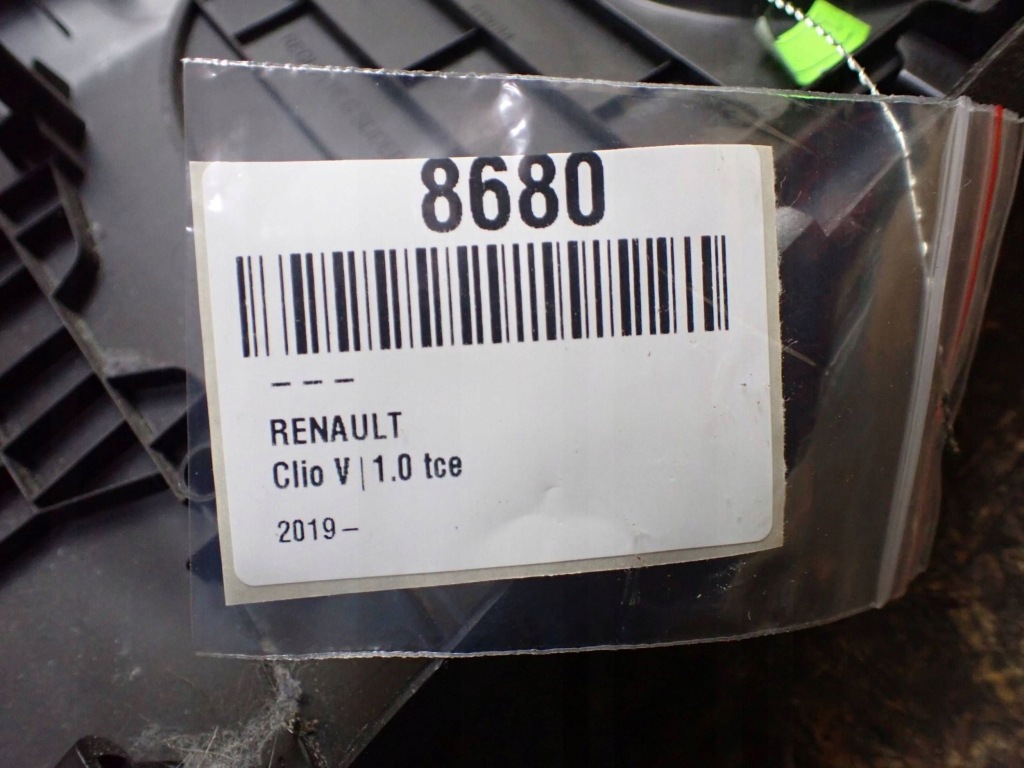 8680
– – –
RENAULT
Clio V | 1.0 tce
2019 –